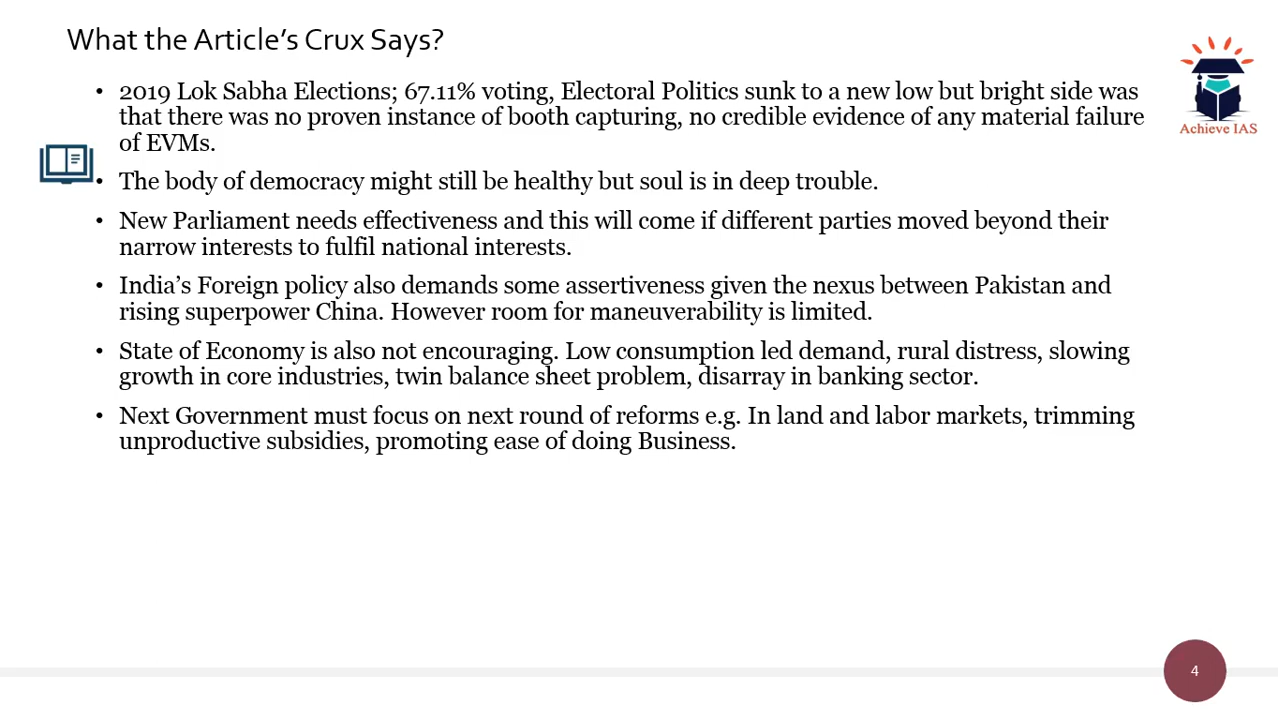 What the Article's Crux Says?
Achieve IAS
• 2019 Lok Sabha Elections; 67.11% voting, Electoral Politics sunk to a new low but bright side was
that there was no proven instance of booth capturing, no credible evidence of any material failure
of EVMs.
• The body of democracy might still be healthy but soul is in deep trouble.
• New Parliament needs effectiveness and this will come if different parties moved beyond their
narrow interests to fulfil national interests.
• India's Foreign policy also demands some assertiveness given the nexus between Pakistan and
rising superpower China. However room for maneuverability is limited.
• State of Economy is also not encouraging. Low consumption led demand, rural distress, slowing
growth in core industries, twin balance sheet problem, disarray in banking sector.
• Next Government must focus on next round of reforms e.g. In land and labor markets, trimming
unproductive subsidies, promoting ease of doing Business.
4